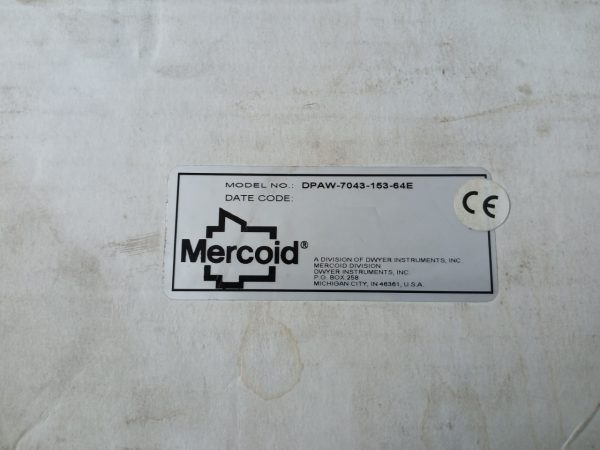 MODEL NO.: DPAW-7043-153-64E
DATE CODE:
CE
Mercoid®
A DIVISION OF DWYER INSTRUMENTS, INC.
MERCOID DIVISION
DWYER INSTRUMENTS, INC.
P.O. BOX 258
MICHIGAN CITY, IN 46361, U.S.A.